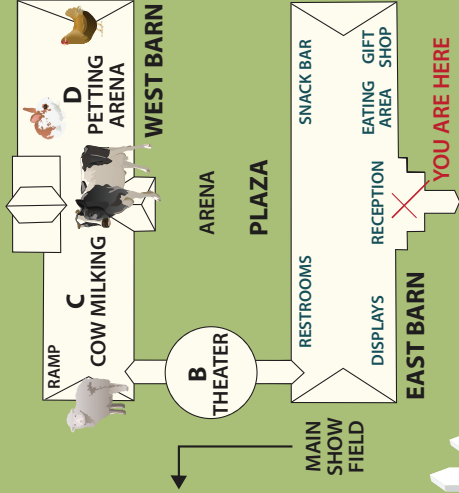 D
PETTING
ARENA
WEST BARN
C
COW MILKING
RAMP
ARENA
PLAZA
B
THEATER
SNACK BAR
RESTROOMS
GIFT
SHOP
EATING
AREA
RECEPTION
DISPLAYS
YOU ARE HERE
EAST BARN
MAIN
SHOW
FIELD